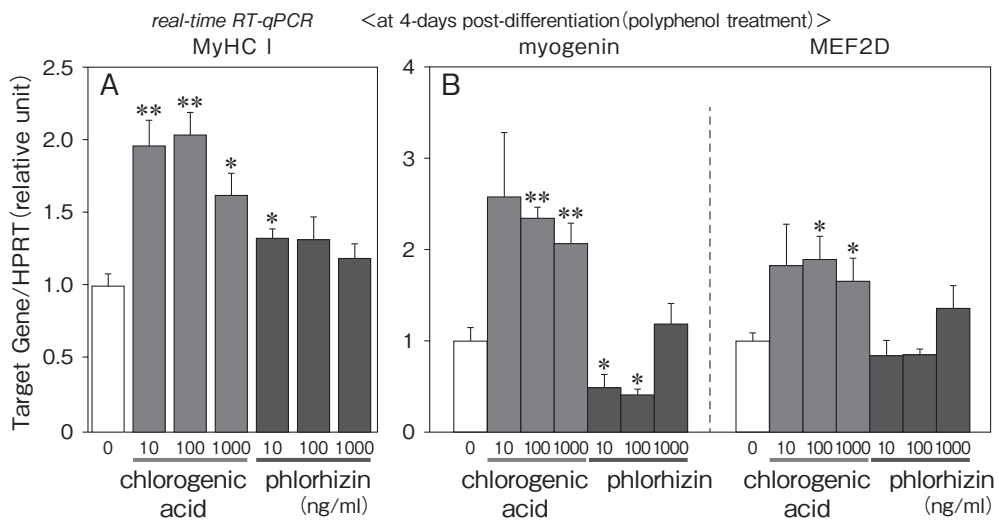 real-time RT-qPCR <at 4-days post-differentiation(polyphenol treatment)>
MyHC I myogenin MEF2D
Target Gene/HPRT(relative unit)
A
2.5
2.0
1.5
1.0
0.5
0
** ** * *
0 10 100 1000 10 100 1000
chlorogenic acid
phlorhizin
(ng/ml)
B
4
3
2
1
0
** ** * *
* *
0 10 100 1000 10 100 1000
chlorogenic acid
phlorhizin
0 10 100 1000 10 100 1000
chlorogenic acid
phlorhizin
(ng/ml)